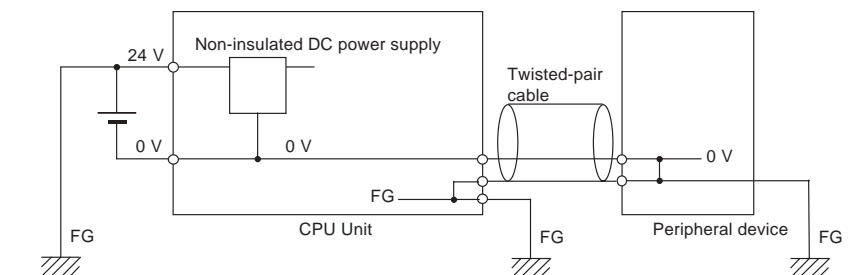 Non-insulated DC power supply
24 V
Twisted-pair
cable
0 V
0 V
0 V
FG
CPU Unit
Peripheral device
FG
FG
FG